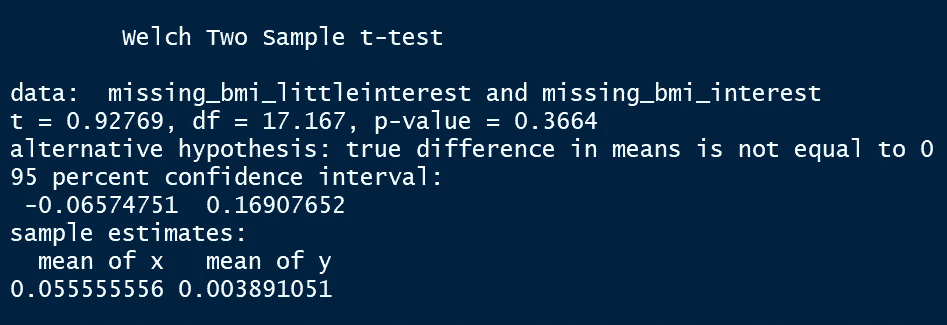 Welch Two Sample t-test
data:  missing_bmi_littleinterest and missing_bmi_interest
t = 0.92769, df = 17.167, p-value = 0.3664
alternative hypothesis: true difference in means is not equal to 0
95 percent confidence interval:
 -0.06574751  0.16907652
sample estimates:
  mean of x   mean of y
0.055555556 0.003891051